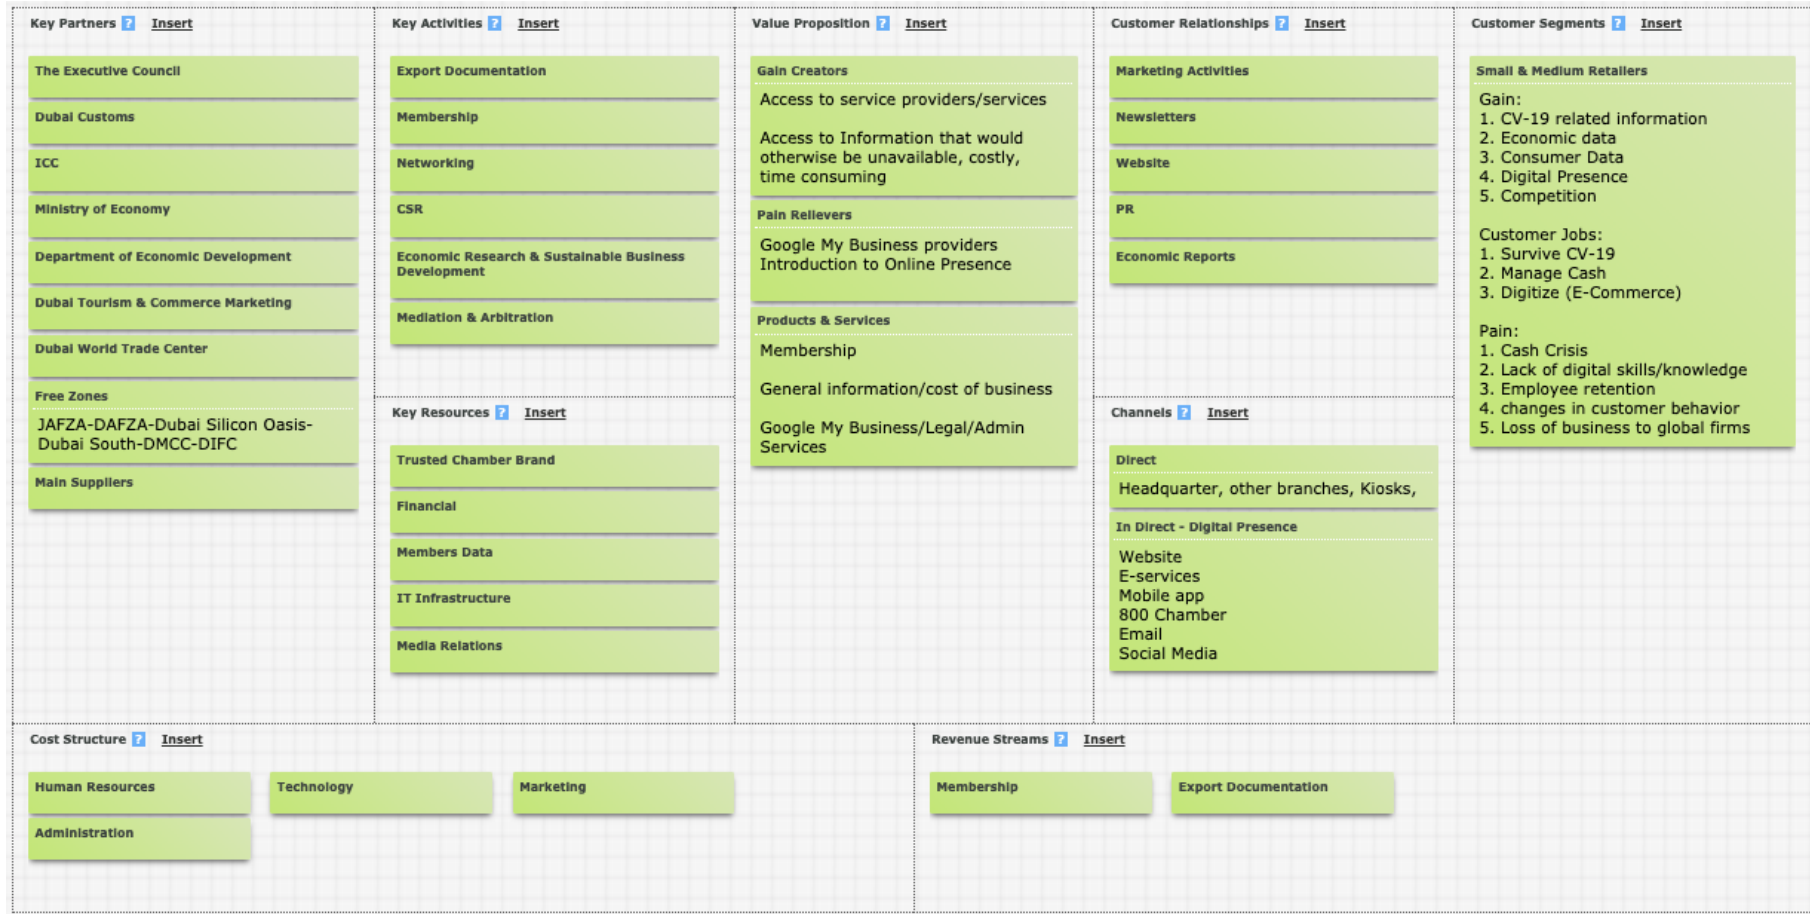 Key Partners ? Insert
The Executive Council
Dubai Customs
ICC
Ministry of Economy
Department of Economic Development
Dubai Tourism & Commerce Marketing
Dubai World Trade Center
Free Zones
JAFZA-DAFZA-Dubai Silicon Oasis-
Dubai South-DMCC-DIFC
Main Suppliers
Key Activities ? Insert
Export Documentation
Membership
Networking
CSR
Economic Research & Sustainable Business
Development
Mediation & Arbitration
Key Resources ? Insert
Trusted Chamber Brand
Financial
Members Data
IT Infrastructure
Media Relations
Value Proposition ? Insert
Gain Creators
Access to service providers/services
Access to Information that would
otherwise be unavailable, costly,
time consuming
Pain Relievers
Google My Business providers
Introduction to Online Presence
Products & Services
Membership
General information/cost of business
Google My Business/Legal/Admin
Services
Customer Relationships ? Insert
Marketing Activities
Newsletters
Website
PR
Economic Reports
Channels ? Insert
Direct
Headquarter, other branches, Kiosks,
In Direct - Digital Presence
Website
E-services
Mobile app
800 Chamber
Email
Social Media
Customer Segments ? Insert
Small & Medium Retailers
Gain:
1. CV-19 related information
2. Economic data
3. Consumer Data
4. Digital Presence
5. Competition
Customer Jobs:
1. Survive CV-19
2. Manage Cash
3. Digitize (E-Commerce)
Pain:
1. Cash Crisis
2. Lack of digital skills/knowledge
3. Employee retention
4. changes in customer behavior
5. Loss of business to global firms
Cost Structure ? Insert
Human Resources
Technology
Marketing
Administration
Revenue Streams ? Insert
Membership
Export Documentation